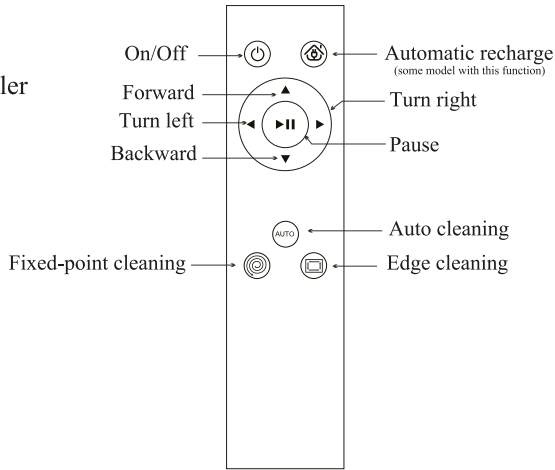 On/Off
Automatic recharge
(some model with this function)
ler
Forward
Turn right
Turn left
Pause
Backward
AUTO
Auto cleaning
Fixed-point cleaning
Edge cleaning